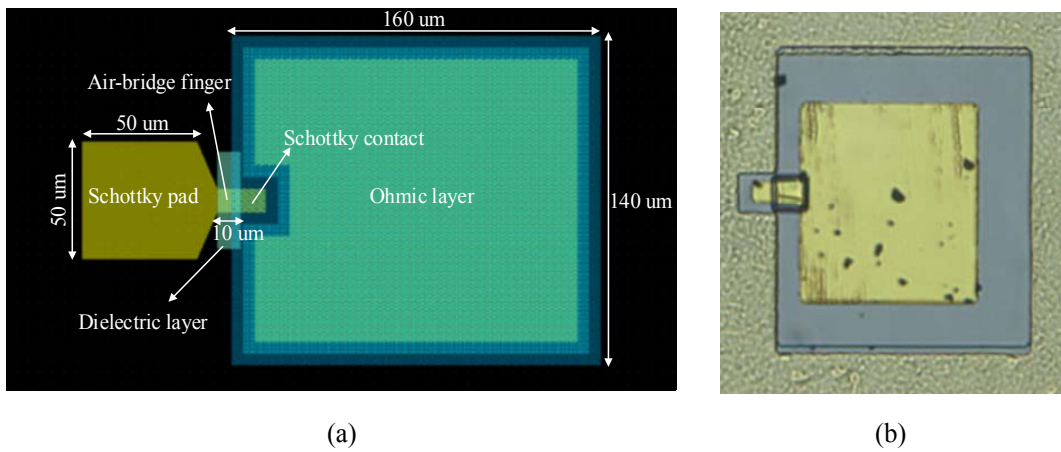 160 um
Air-bridge finger
50 um
Schottky contact
50 um
Schottky pad
Ohmic layer
140 um
10 um
Dielectric layer
(a)
(b)